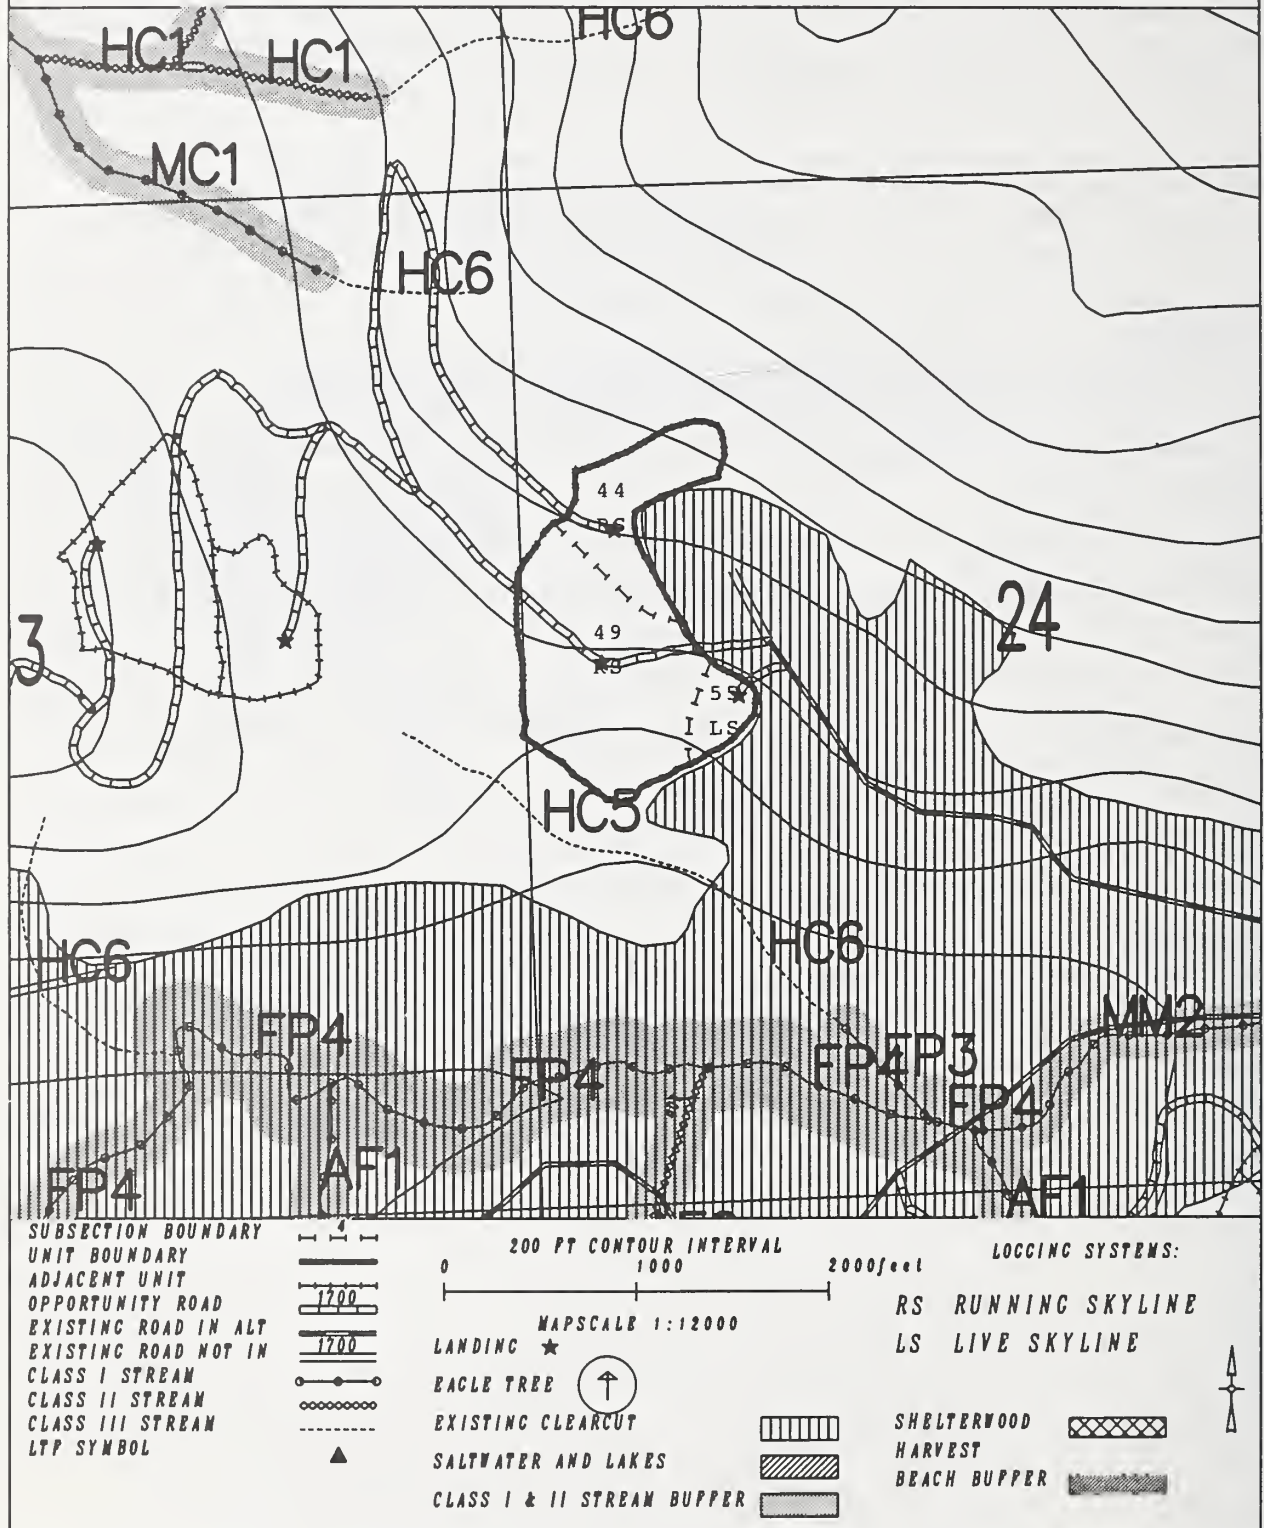 HC6
HC1
HC1
MC1
HC6
44
RS
24
49
RS
3
55
LS
HC5
HC6
HC6
FP4
MM2
FP4
FP4
FP3
FP4
AF1
FP4
AF1
SUBSECTION BOUNDARY
4
UNIT BOUNDARY
ADJACENT UNIT
OPPORTUNITY ROAD
1700
EXISTING ROAD IN ALT
EXISTING ROAD NOT IN
1700
CLASS I STREAM
CLASS II STREAM
CLASS III STREAM
LTF SYMBOL
200 FT CONTOUR INTERVAL
0 1000 2000feet
MAPSCALE 1:12000
LANDING
EAGLE TREE
EXISTING CLEARCUT
SALTWATER AND LAKES
CLASS I & II STREAM BUFFER
LOGGING SYSTEMS:
RS RUNNING SKYLINE
LS LIVE SKYLINE
SHELTERWOOD
HARVEST
BEACH BUFFER